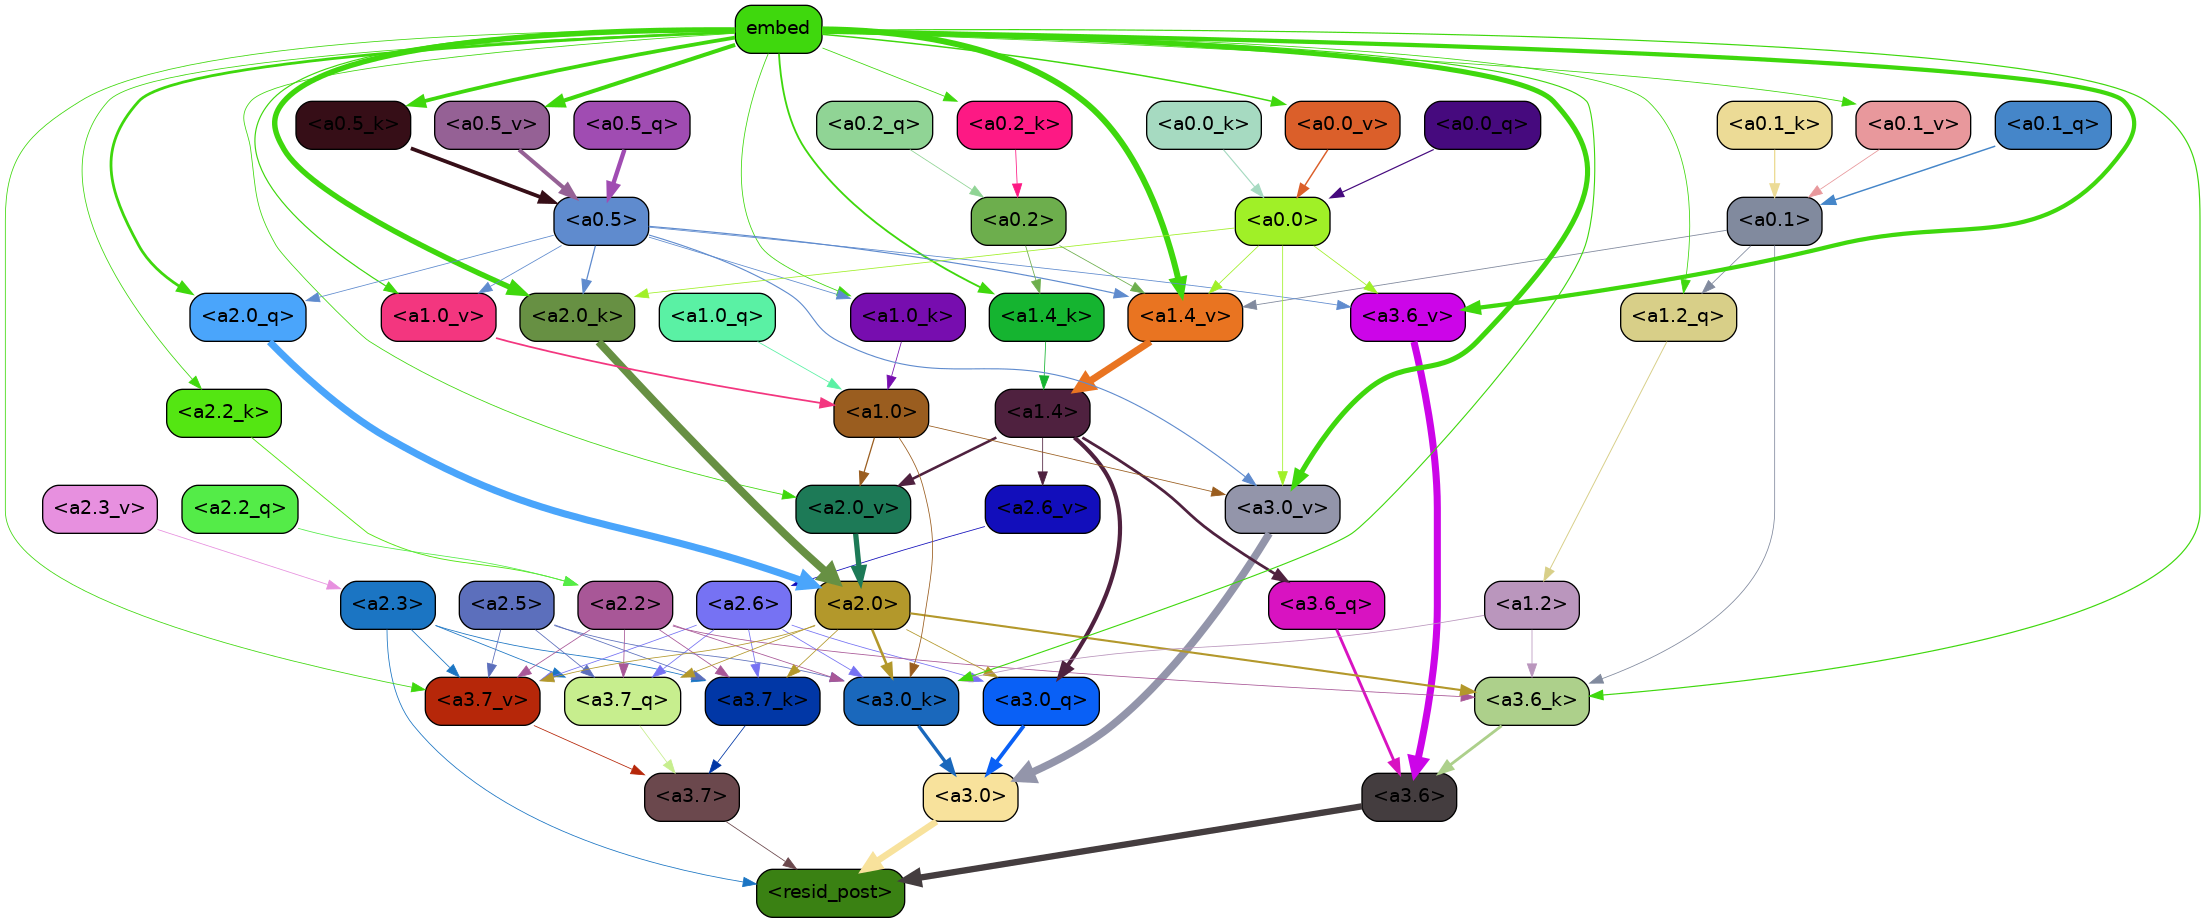 embed
<a0.5_k> <a0.5_v> <a0.5_q> <a0.2_q> <a0.2_k> <a0.0_k> <a0.0_v> <a0.0_q> <a0.1_k> <a0.1_v> <a0.1_q>
<a0.5> <a0.2> <a0.0> <a0.1>
<a2.0_q> <a1.0_v> <a2.0_k> <a1.0_q> <a1.0_k> <a1.4_k> <a1.4_v> <a3.6_v> <a1.2_q>
<a2.2_k> <a1.0> <a1.4>
<a2.3_v> <a2.2_q> <a2.0_v> <a2.6_v> <a3.0_v>
<a2.3> <a2.5> <a2.2> <a2.6> <a2.0> <a3.6_q> <a1.2>
<a3.7_v> <a3.7_q> <a3.7_k> <a3.0_k> <a3.0_q> <a3.6_k>
<a3.7> <a3.0> <a3.6>
<resid_post>